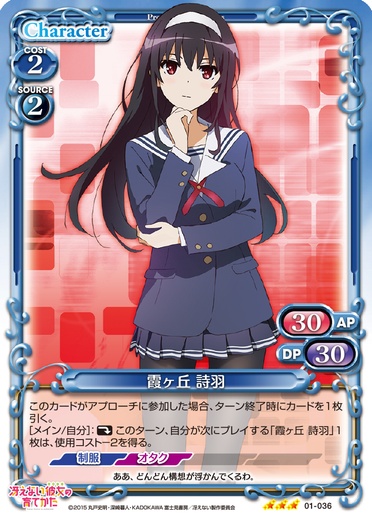 Pre
Character
COST
2
SOURCE
2
30 AP
DP 30
霞ヶ丘 詩羽
このカードがアプローチに参加した場合、ターン終了時にカードを1枚
引く。
[メイン/自分]: このターン、自分が次にプレイする「霞ヶ丘 詩羽」1
枚は、使用コスト−2を得る。
制服 オタク
ああ、どんどん構想が浮かんでくるわ。
冴えない彼女の
育てかた
©2015 丸戸史明・深崎暮人・KADOKAWA 富士見書房/冴えない製作委員会
01-036